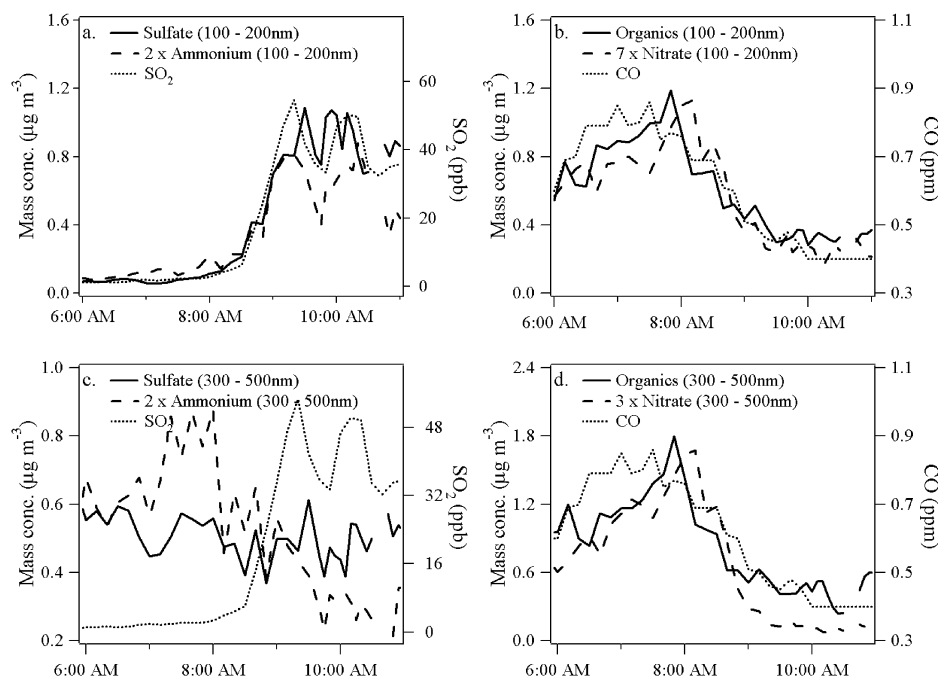 a.
Sulfate (100 - 200nm)
2 x Ammonium (100 - 200nm)
SO2
1.6
1.2
0.8
0.4
0.0
Mass conc. (µg m-3)
60
40
20
0
SO2 (ppb)
6:00 AM 8:00 AM 10:00 AM
b.
Organics (100 - 200nm)
7 x Nitrate (100 - 200nm)
CO
1.6
1.2
0.8
0.4
0.0
Mass conc. (µg m-3)
1.1
0.9
0.7
0.5
0.3
CO (ppm)
6:00 AM 8:00 AM 10:00 AM
c.
Sulfate (300 - 500nm)
2 x Ammonium (300 - 500nm)
SO2
1.0
0.8
0.6
0.4
0.2
Mass conc. (µg m-3)
48
32
16
0
SO2 (ppb)
6:00 AM 8:00 AM 10:00 AM
d.
Organics (300 - 500nm)
3 x Nitrate (300 - 500nm)
CO
2.4
1.8
1.2
0.6
0.0
Mass conc. (µg m-3)
1.1
0.9
0.7
0.5
0.3
CO (ppm)
6:00 AM 8:00 AM 10:00 AM